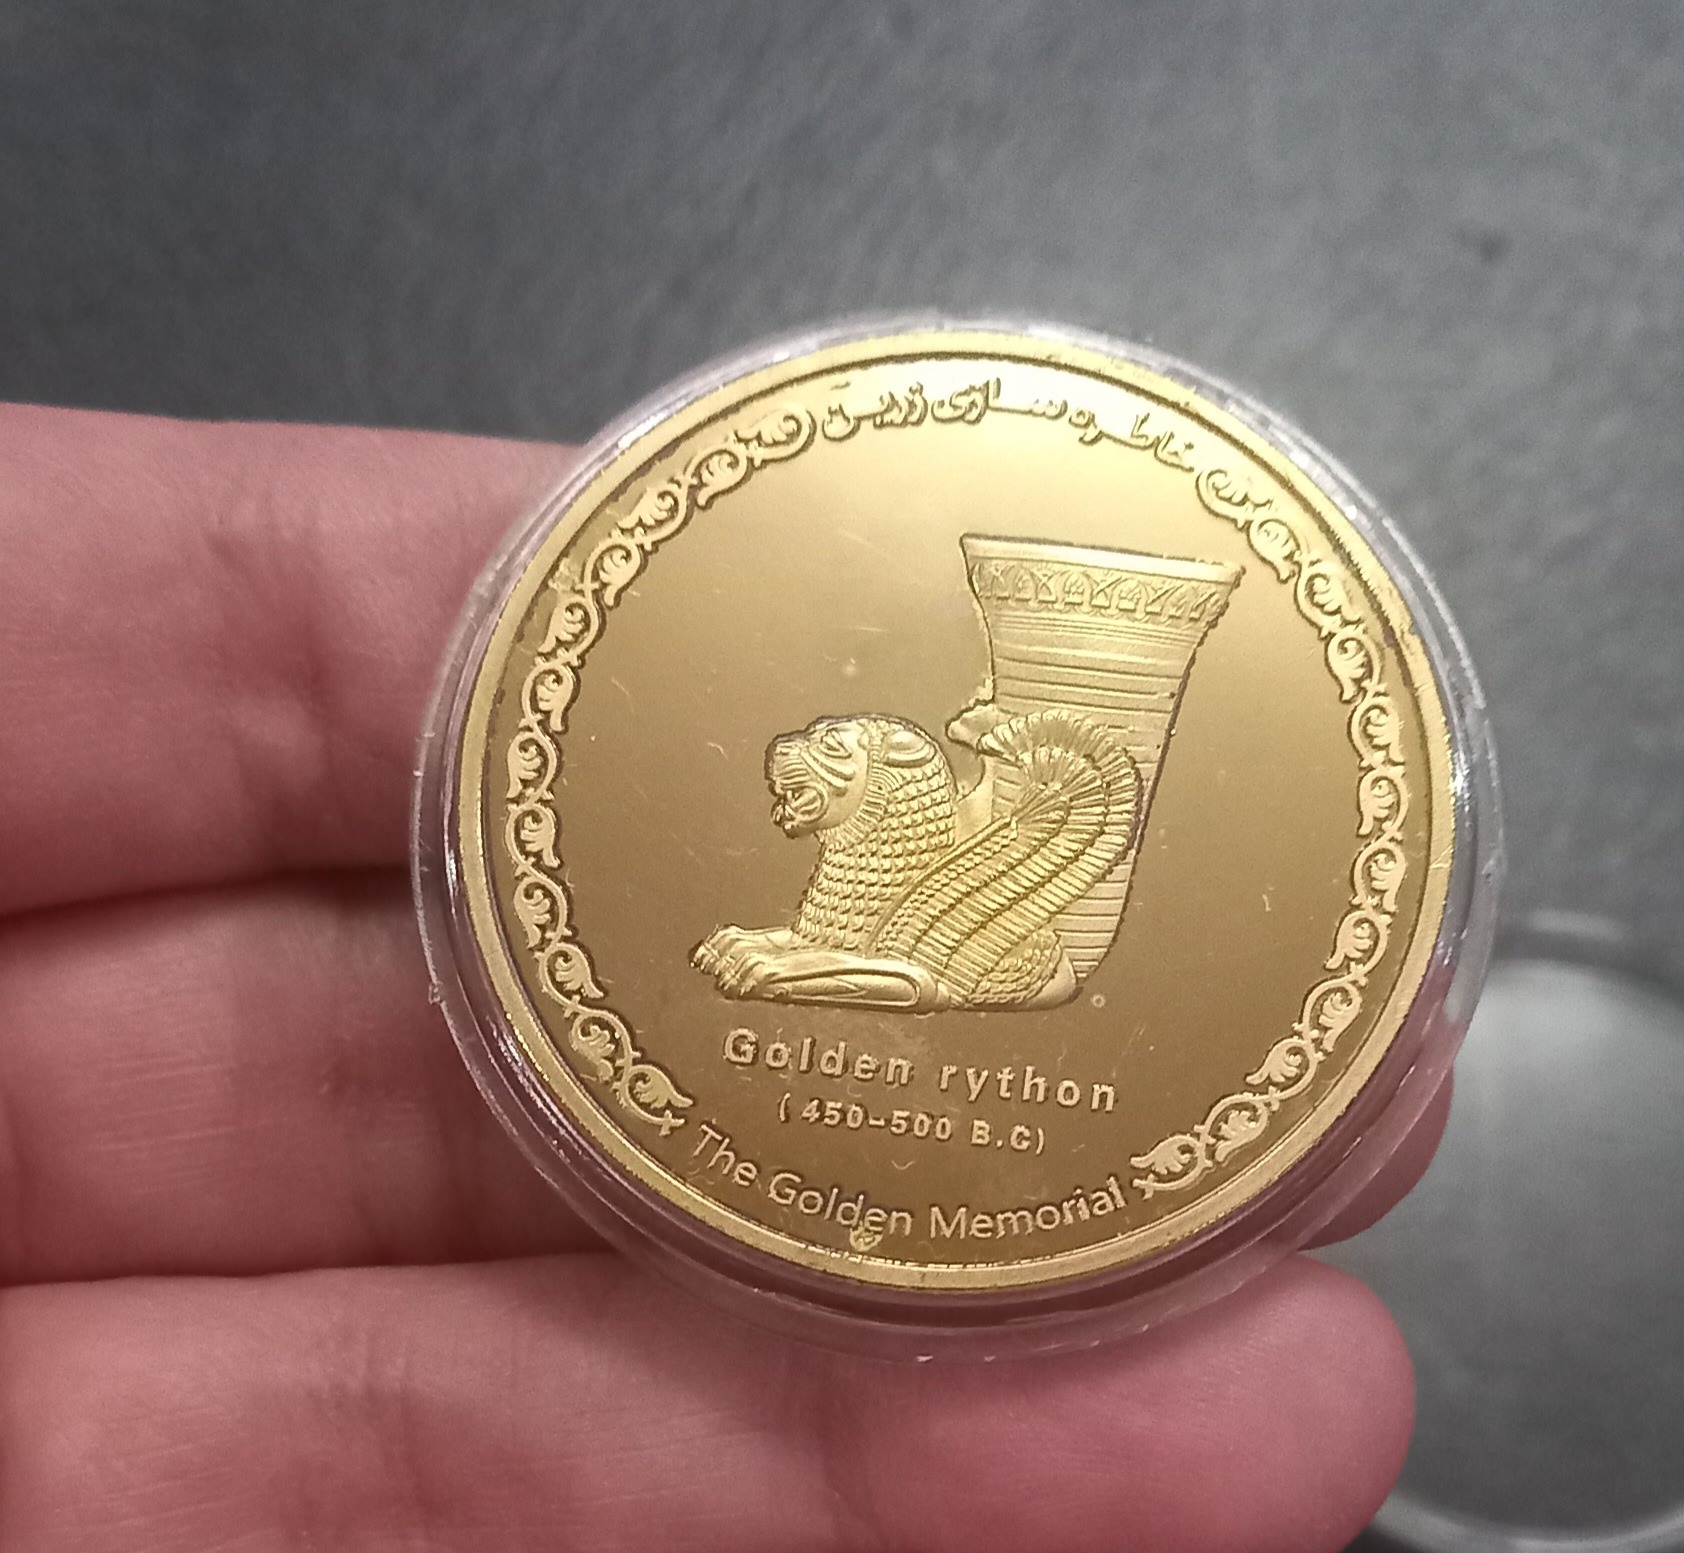 خاطره سازی زرین
Golden rython
(450-500 B.C)
The Golden Memorial